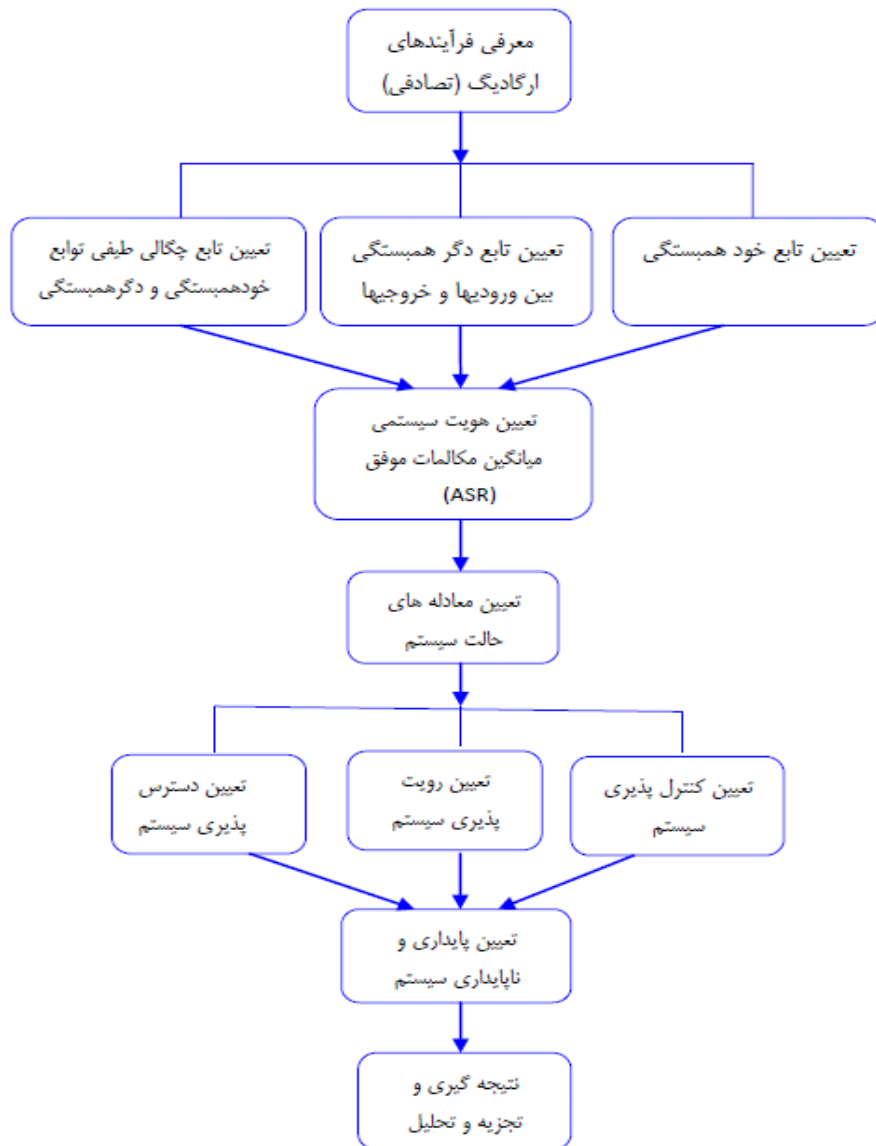 معرفی فرآیندهای
ارگادیگ (تصادفی)
تعیین تابع خود همبستگی
تعیین تابع دگر همبستگی
بین ورودیها و خروجیها
تعیین تابع چگالی طیفی توابع
خودهمبستگی و دگرهمبستگی
تعیین هویت سیستمی
میانگین مکالمات موفق
(ASR)
تعیین معادله های
حالت سیستم
تعیین کنترل پذیری
سیستم
تعیین رویت
پذیری سیستم
تعیین دسترس
پذیری سیستم
تعیین پایداری و
ناپایداری سیستم
نتیجه گیری و
تجزیه و تحلیل